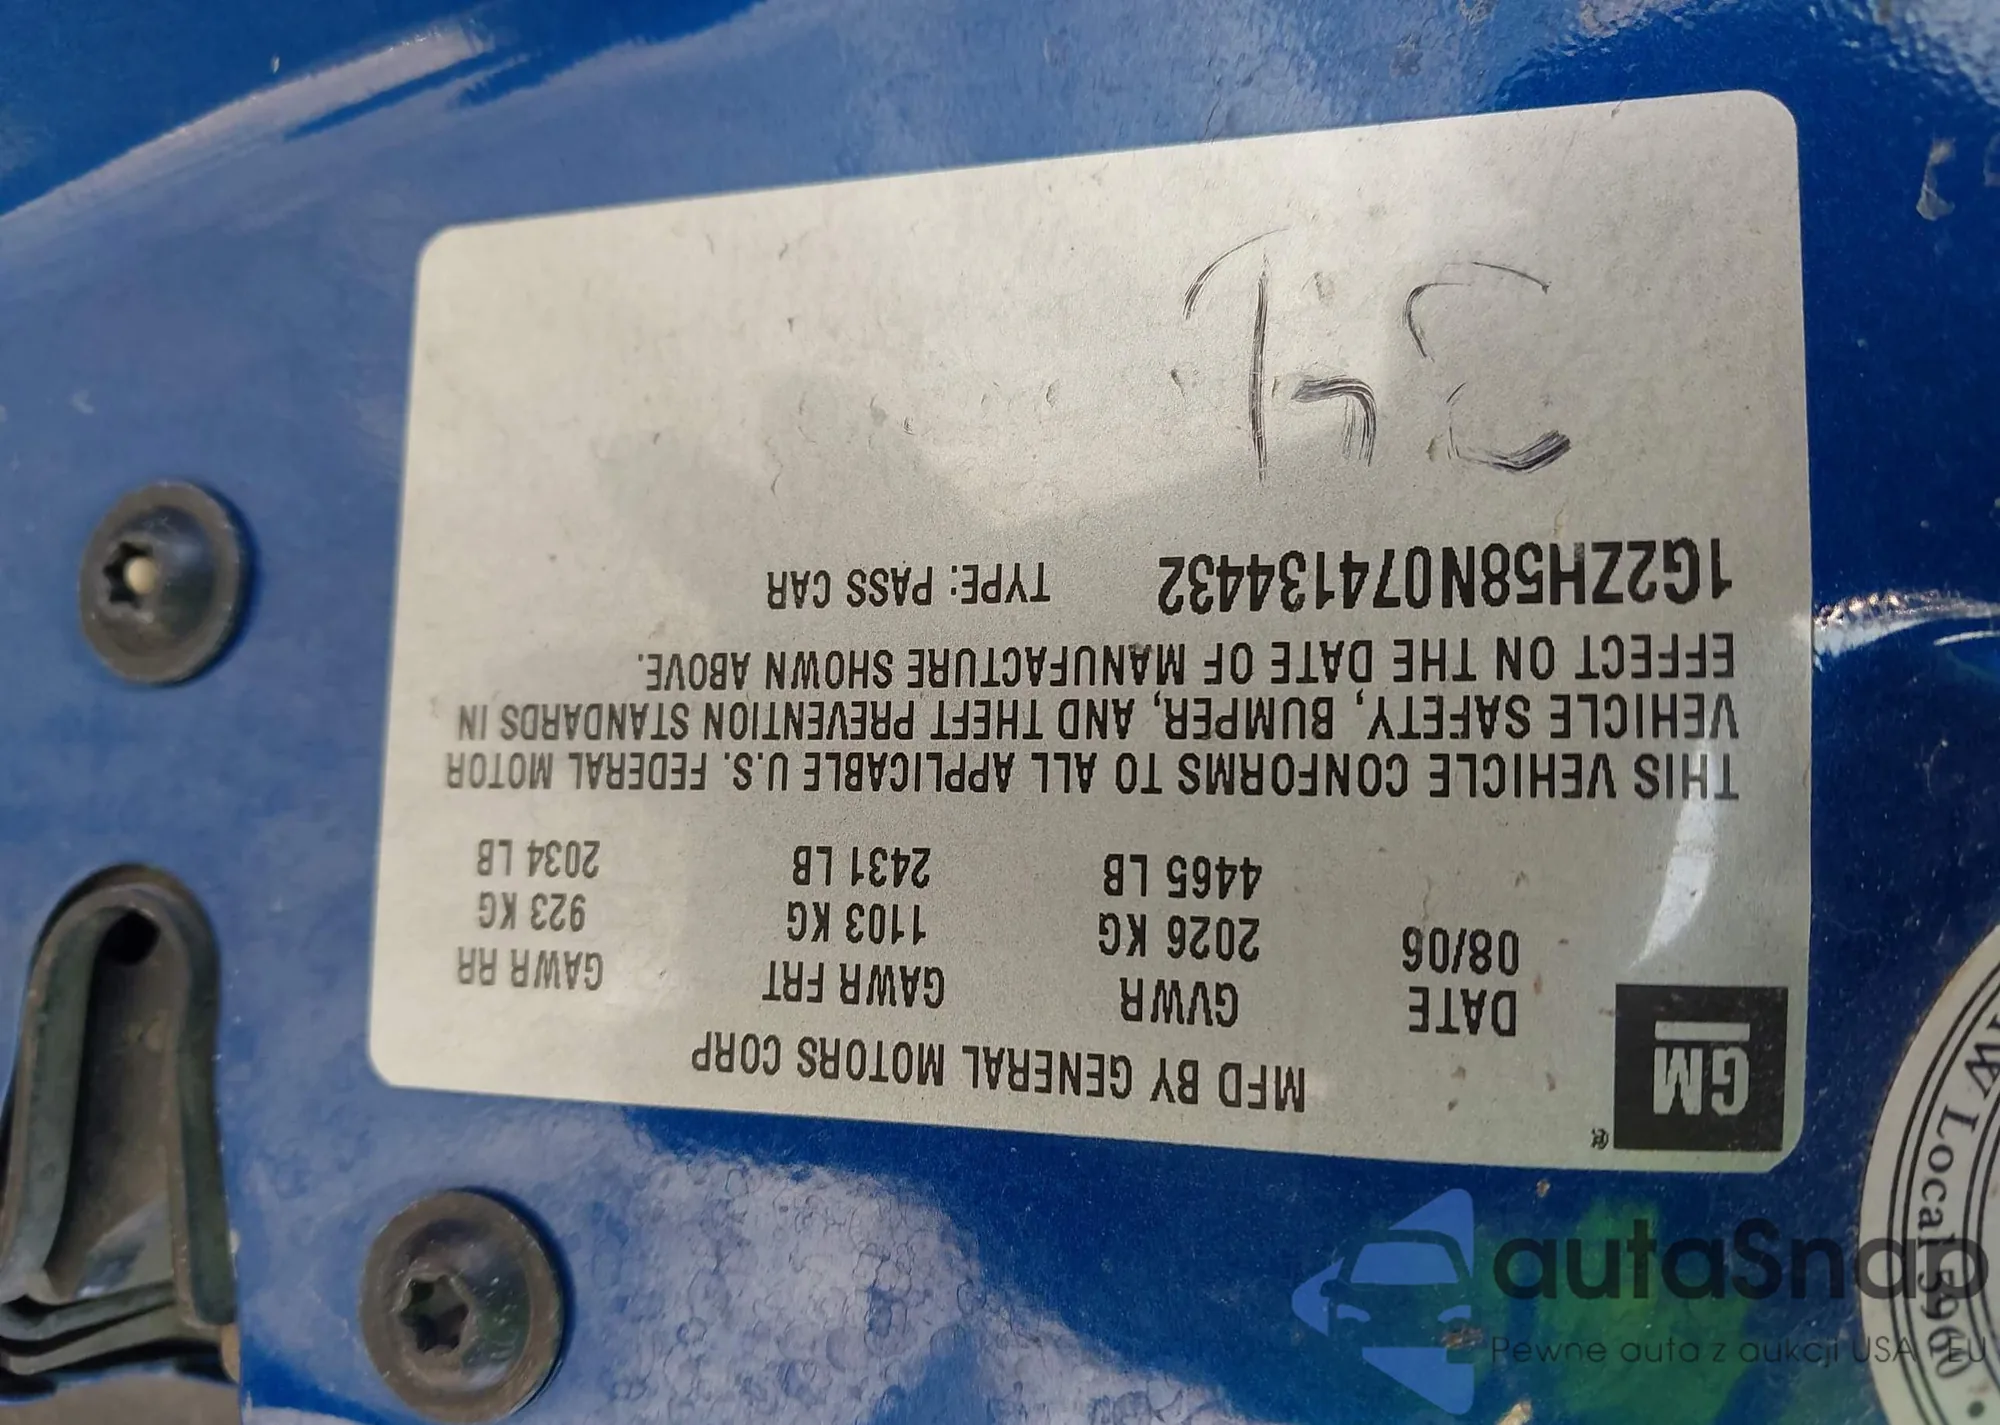 GM
MFD BY GENERAL MOTORS CORP
DATE GVWR GAWR FRT GAWR RR
08/06 2026 KG 1103 KG 923 KG
4465 LB 2431 LB 2034 LB
THIS VEHICLE CONFORMS TO ALL APPLICABLE U.S. FEDERAL MOTOR
VEHICLE SAFETY, BUMPER, AND THEFT PREVENTION STANDARDS IN
EFFECT ON THE DATE OF MANUFACTURE SHOWN ABOVE.
1G2ZH58N074134432 TYPE: PASS CAR
Local 5960
autaSnap
Pewne auta z aukcji USA i EU